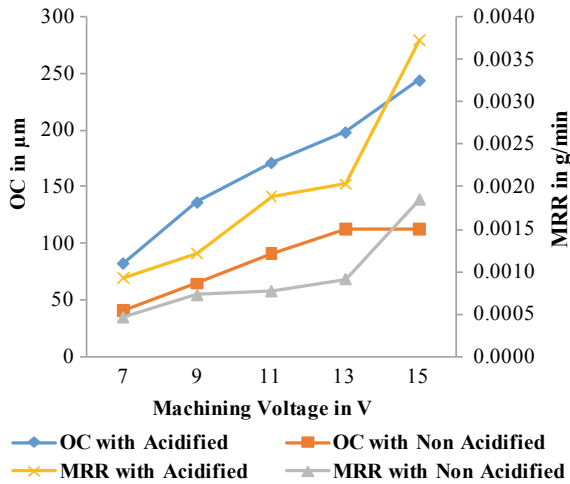 300
250
200
150
100
50
0
OC in µm
0.0040
0.0035
0.0030
0.0025
0.0020
0.0015
0.0010
0.0005
0.0000
MRR in g/min
7 9 11 13 15
Machining Voltage in V
OC with Acidified OC with Non Acidified
MRR with Acidified MRR with Non Acidified